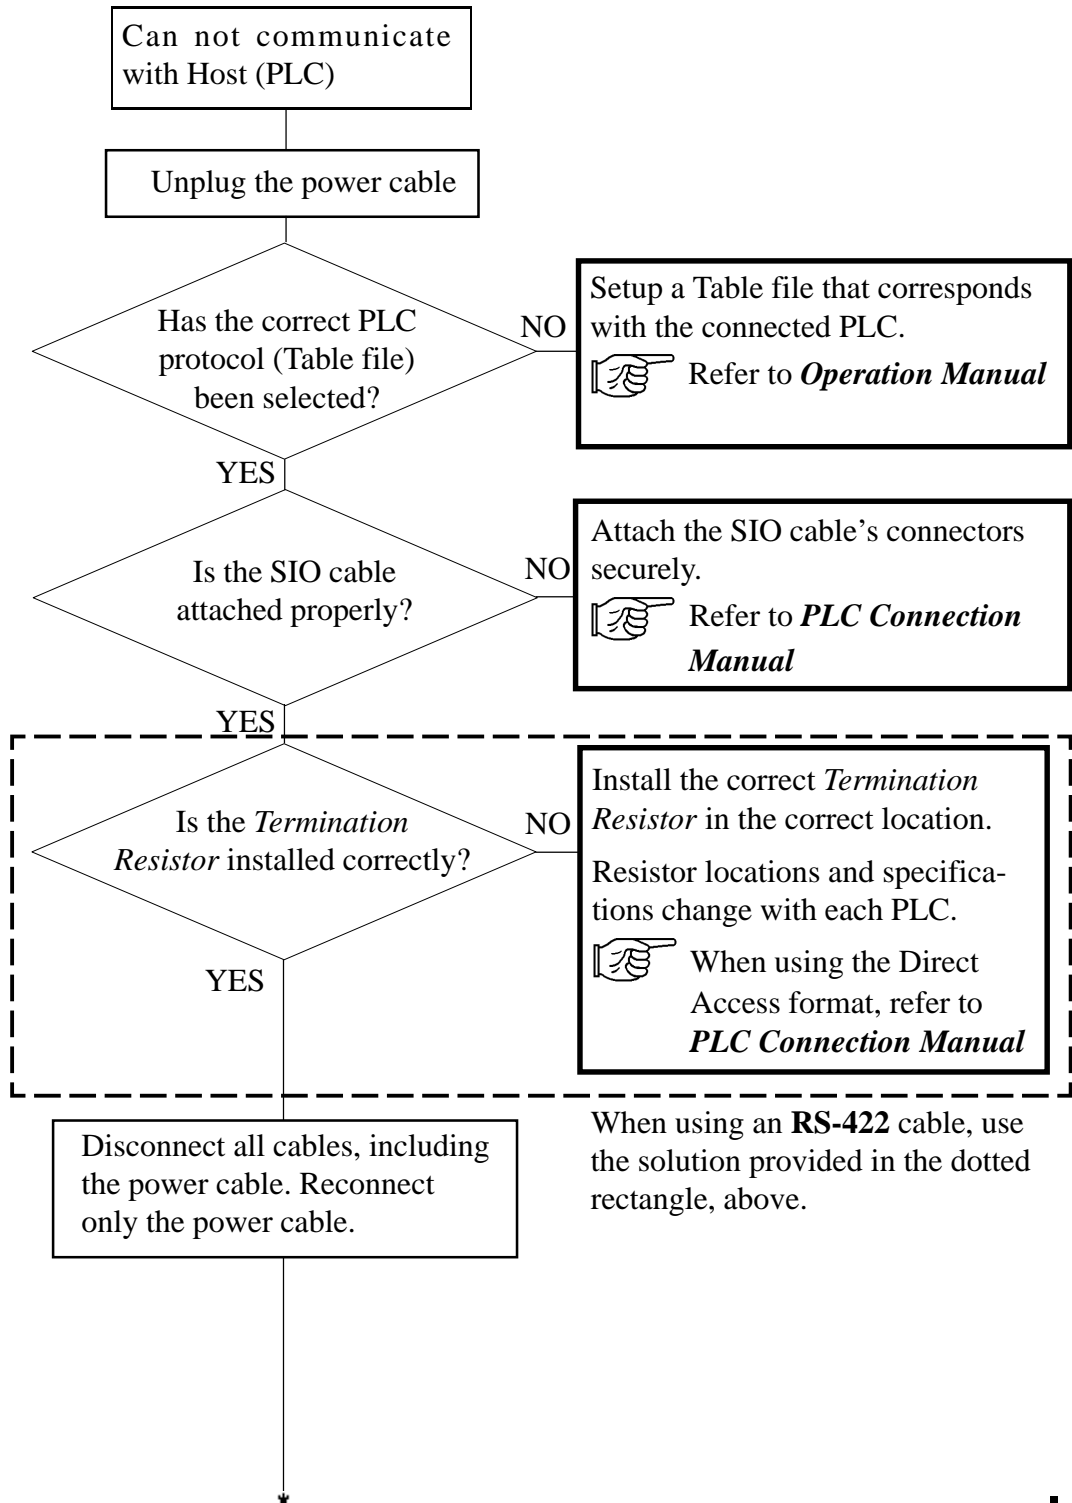 Can not communicate
with Host (PLC)
Unplug the power cable
Has the correct PLC
protocol (Table file)
been selected?
NO
Setup a Table file that corresponds
with the connected PLC.
Refer to Operation Manual
YES
Is the SIO cable
attached properly?
NO
Attach the SIO cable’s connectors
securely.
Refer to PLC Connection
Manual
YES
Is the Termination
Resistor installed correctly?
NO
Install the correct Termination
Resistor in the correct location.
Resistor locations and specifica-
tions change with each PLC.
When using the Direct
Access format, refer to
PLC Connection Manual
YES
Disconnect all cables, including
the power cable. Reconnect
only the power cable.
When using an RS-422 cable, use
the solution provided in the dotted
rectangle, above.